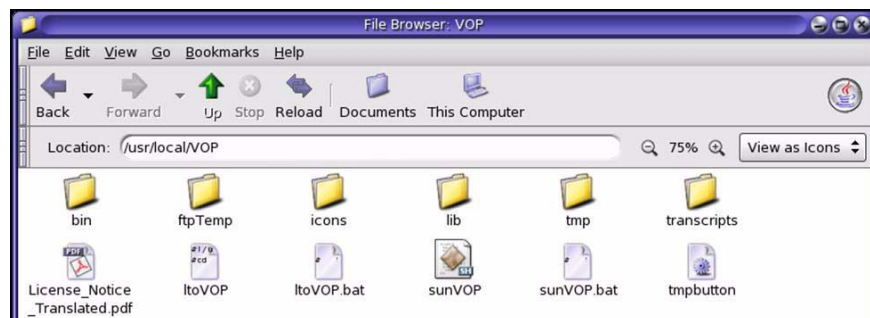 File Browser: VOP
File Edit View Go Bookmarks Help
Back Forward Up Stop Reload Documents This Computer
Location: /usr/local/VOP 75% View as Icons
bin ftpTemp icons lib tmp transcripts
License_Notice_Translated.pdf ltoVOP ltoVOP.bat sunVOP sunVOP.bat tmpbutton